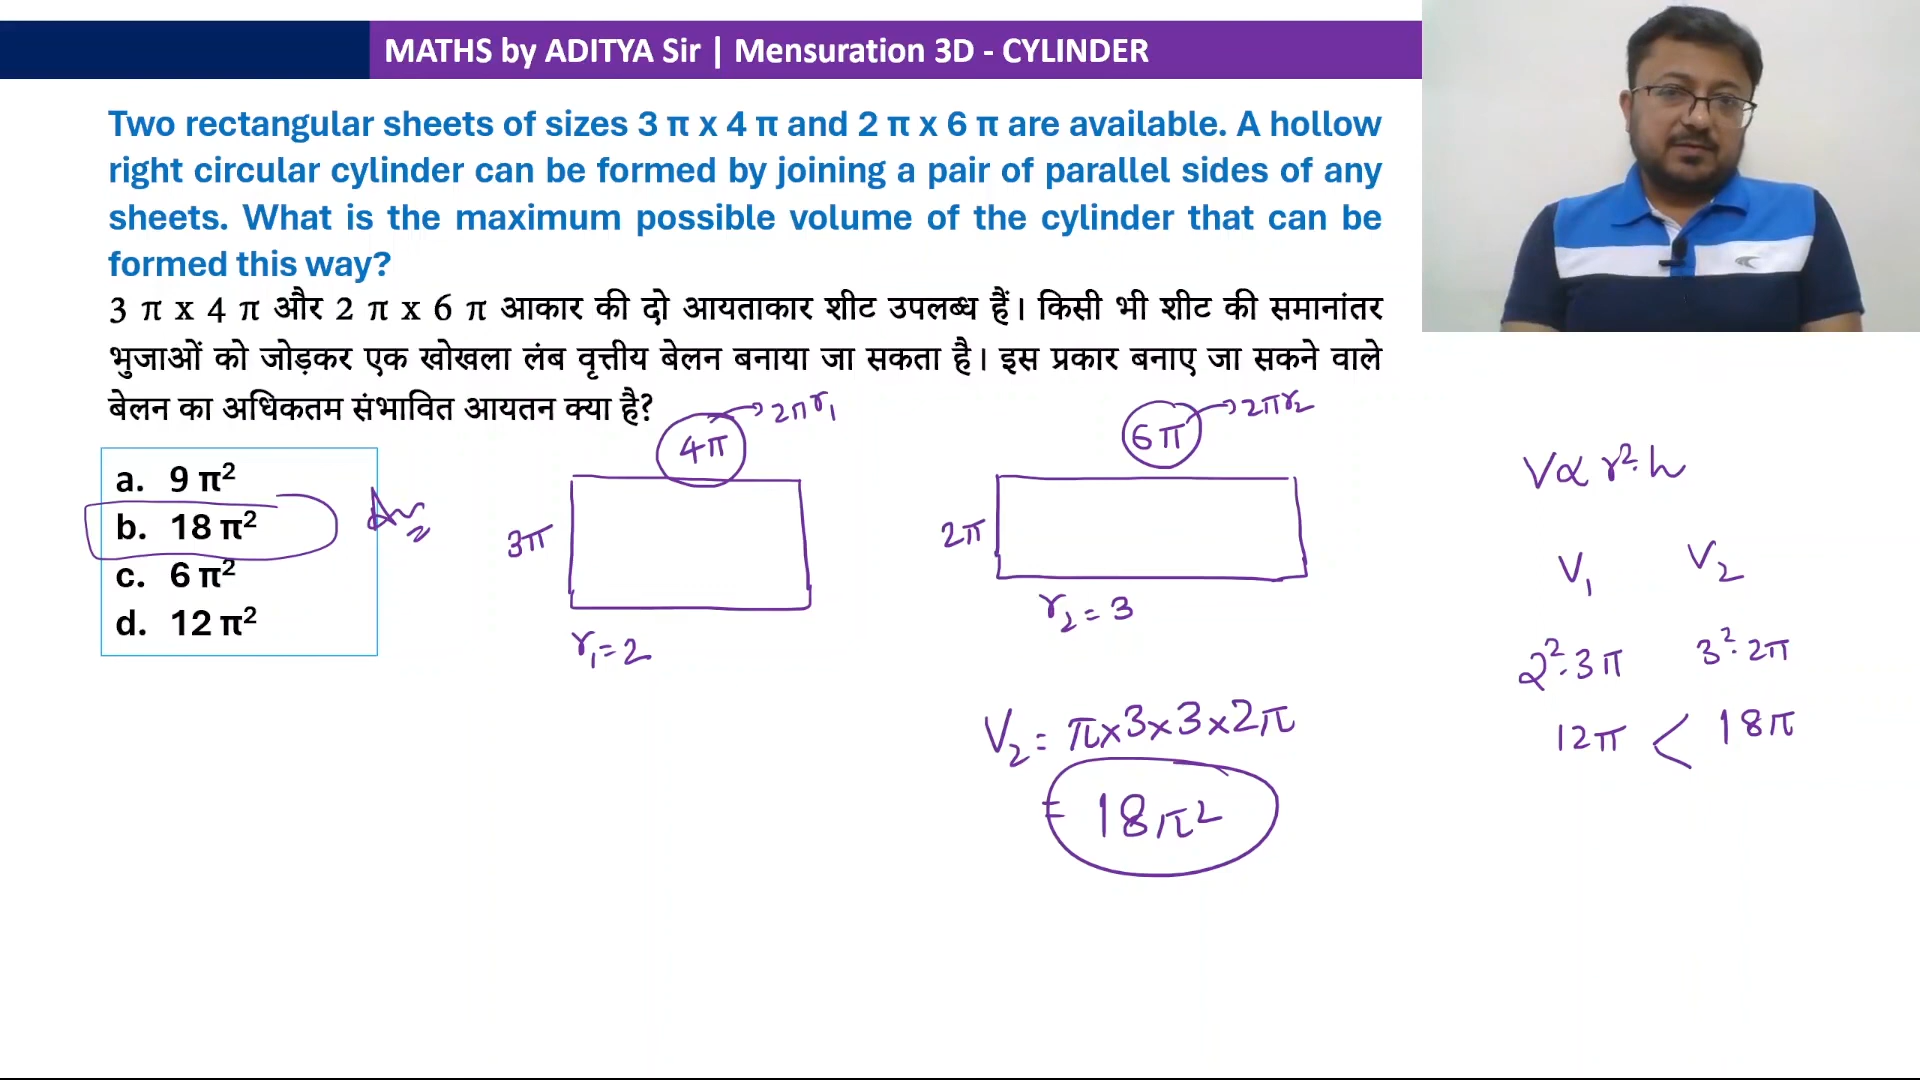 MATHS by ADITYA Sir | Mensuration 3D - CYLINDER
Two rectangular sheets of sizes 3 π x 4 π and 2 π x 6 π are available. A hollow
right circular cylinder can be formed by joining a pair of parallel sides of any
sheets. What is the maximum possible volume of the cylinder that can be
formed this way?
3 π x 4 π और 2 π x 6 π आकार की दो आयताकार शीट उपलब्ध हैं। किसी भी शीट की समानांतर
भुजाओं को जोड़कर एक खोखला लंब वृत्तीय बेलन बनाया जा सकता है। इस प्रकार बनाए जा सकने वाले
बेलन का अधिकतम संभावित आयतन क्या है?
a. 9 π²
b. 18 π²
c. 6 π²
d. 12 π²
Ans
4π
2πr₁
3π
r₁=2
6π
2πr₂
2π
r₂=3
V₂= π×3×3×2π
= 18π²
V∝ r²·h
V₁ V₂
2²·3π 3²·2π
12π < 18π